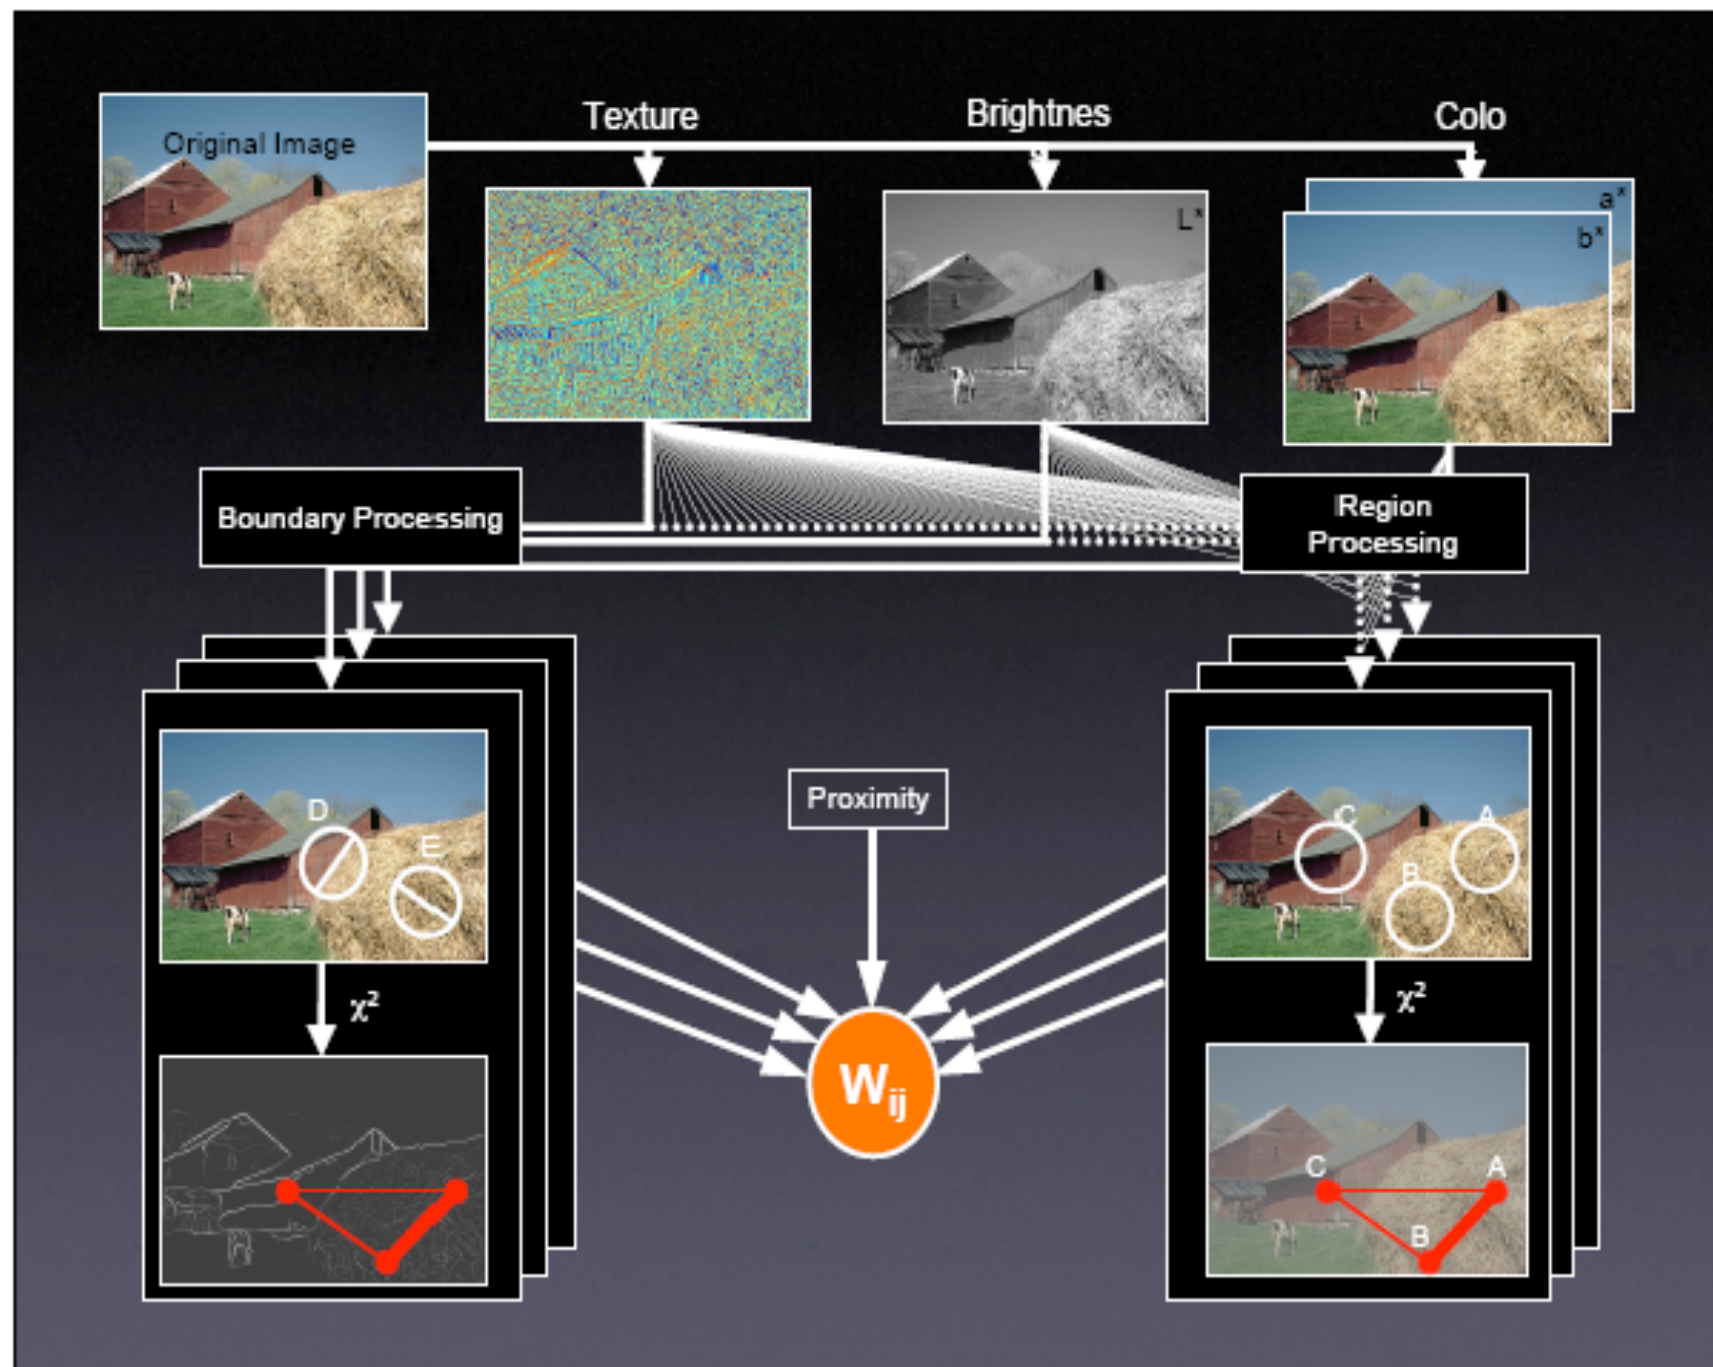 Original Image
Texture
Brightnes
s
Colo
a*
b*
L*
Boundary Processing
Region
Processing
D
E
C
A
B
Proximity
χ²
χ²
Wij
C
A
B